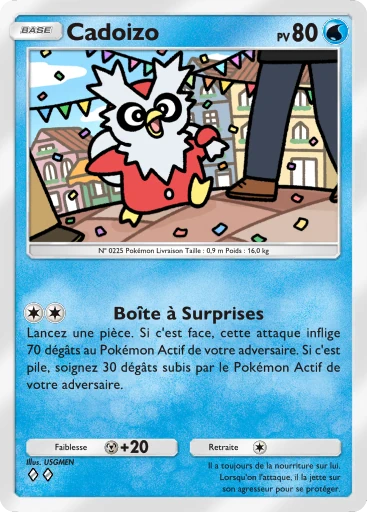 BASE Cadoizo PV 80
N° 0225 Pokémon Livraison Taille : 0,9 m Poids : 16,0 kg
Boîte à Surprises
Lancez une pièce. Si c'est face, cette attaque inflige
70 dégâts au Pokémon Actif de votre adversaire. Si c'est
pile, soignez 30 dégâts subis par le Pokémon Actif de
votre adversaire.
Faiblesse +20 Retraite
Illus. USGMEN
Il a toujours de la nourriture sur lui.
Lorsqu'on l'attaque, il la jette sur
son agresseur pour se protéger.